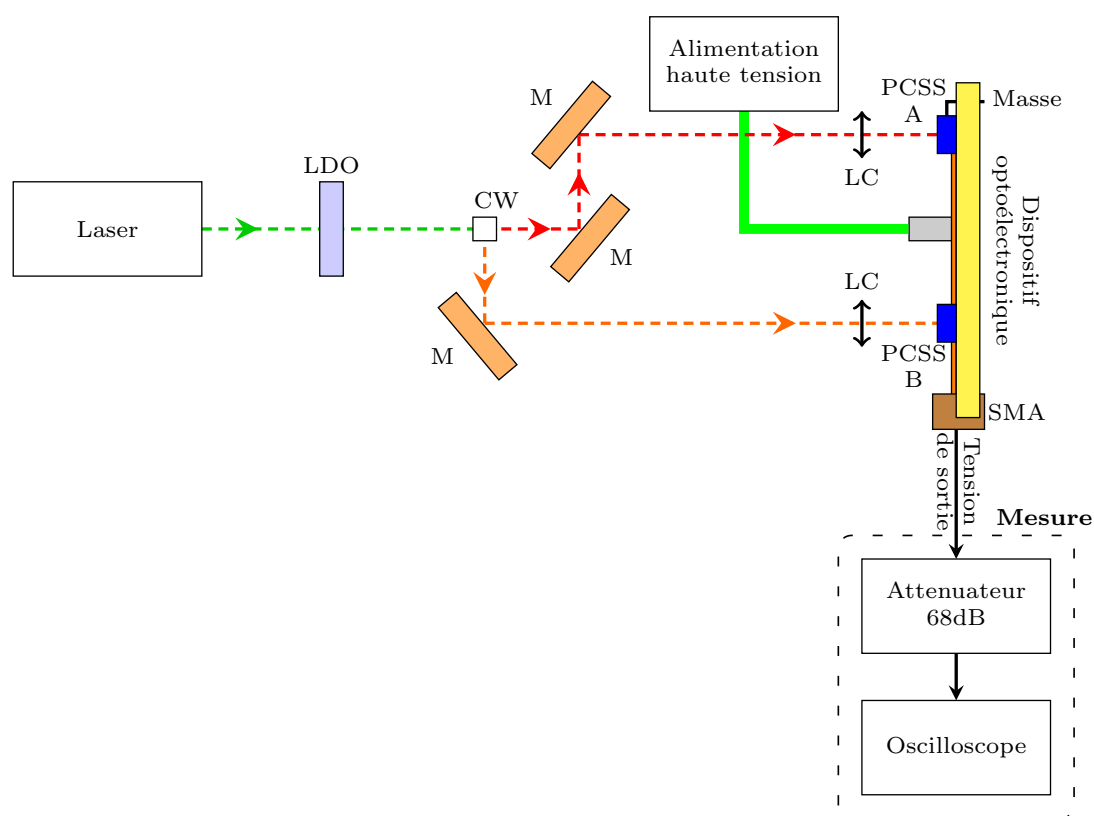 Alimentation
haute tension
PCSS
A
Masse
M
LC
LDO
CW
Laser
M
Dispositif
optoélectronique
LC
M
PCSS
B
SMA
Tension
de sortie
Mesure
Attenuateur
68dB
Oscilloscope